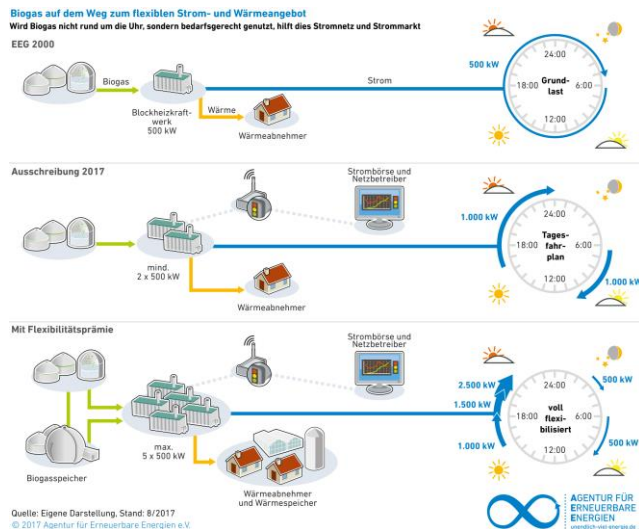 Biogas auf dem Weg zum flexiblen Strom- und Wärmeangebot
Wird Biogas nicht rund um die Uhr, sondern bedarfsgerecht genutzt, hilft dies Stromnetz und Strommarkt
EEG 2000
Biogas
Blockheizkraft-
werk
500 kW
Wärme
Wärmeabnehmer
Strom
500 kW
24:00
18:00
Grund-
last
6:00
12:00
Ausschreibung 2017
mind.
2 x 500 kW
Wärmeabnehmer
Strombörse und
Netzbetreiber
1.000 kW
24:00
18:00
Tages-
fahr-
plan
6:00
12:00
1.000 kW
Mit Flexibilitätsprämie
Biogasspeicher
max.
5 x 500 kW
Wärmeabnehmer
und Wärmespeicher
Strombörse und
Netzbetreiber
2.500 kW
1.500 kW
1.000 kW
24:00
18:00
voll
flexi-
bilisiert
6:00
12:00
500 kW
500 kW
Quelle: Eigene Darstellung, Stand: 8/2017
© 2017 Agentur für Erneuerbare Energien e.V.
AGENTUR FÜR
ERNEUERBARE
ENERGIEN
unendlich-viel-energie.de